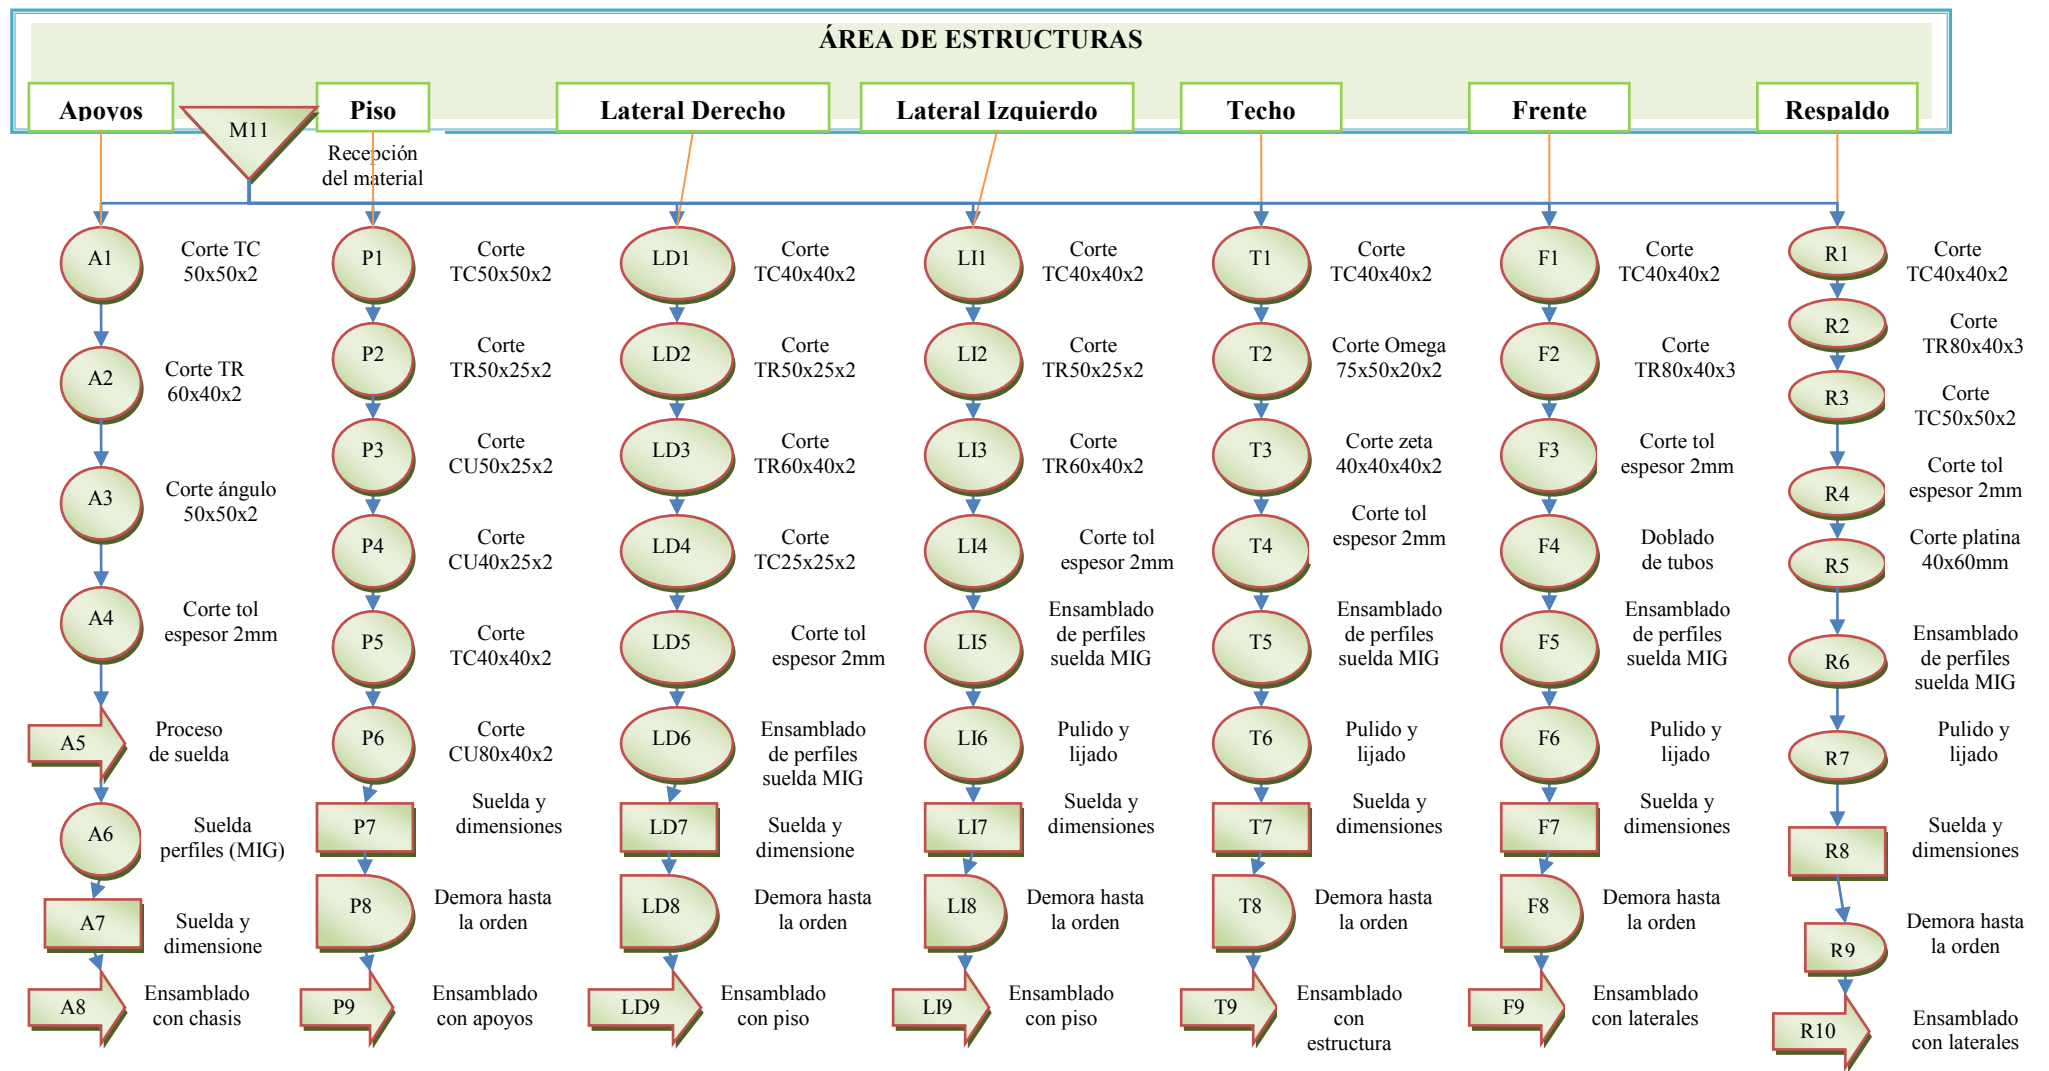 ÁREA DE ESTRUCTURAS
Apoyos
M11
Piso
Lateral Derecho
Lateral Izquierdo
Techo
Frente
Respaldo
Recepción
del material
A1
Corte TC
50x50x2
A2
Corte TR
60x40x2
A3
Corte ángulo
50x50x2
A4
Corte tol
espesor 2mm
A5
Proceso
de suelda
A6
Suelda
perfiles (MIG)
A7
Suelda y
dimensione
A8
Ensamblado
con chasis
P1
Corte
TC50x50x2
P2
Corte
TR50x25x2
P3
Corte
CU50x25x2
P4
Corte
CU40x25x2
P5
Corte
TC40x40x2
P6
Corte
CU80x40x2
P7
Suelda y
dimensiones
P8
Demora hasta
la orden
P9
Ensamblado
con apoyos
LD1
Corte
TC40x40x2
LD2
Corte
TR50x25x2
LD3
Corte
TR60x40x2
LD4
Corte
TC25x25x2
LD5
Corte tol
espesor 2mm
LD6
Ensamblado
de perfiles
suelda MIG
LD7
Suelda y
dimensione
LD8
Demora hasta
la orden
LD9
Ensamblado
con piso
LI1
Corte
TC40x40x2
LI2
Corte
TR50x25x2
LI3
Corte
TR60x40x2
LI4
Corte tol
espesor 2mm
LI5
Ensamblado
de perfiles
suelda MIG
LI6
Pulido y
lijado
LI7
Suelda y
dimensiones
LI8
Demora hasta
la orden
LI9
Ensamblado
con piso
T1
Corte
TC40x40x2
T2
Corte Omega
75x50x20x2
T3
Corte zeta
40x40x40x2
T4
Corte tol
espesor 2mm
T5
Ensamblado
de perfiles
suelda MIG
T6
Pulido y
lijado
T7
Suelda y
dimensiones
T8
Demora hasta
la orden
T9
Ensamblado
con
estructura
F1
Corte
TC40x40x2
F2
Corte
TR80x40x3
F3
Corte tol
espesor 2mm
F4
Doblado
de tubos
F5
Ensamblado
de perfiles
suelda MIG
F6
Pulido y
lijado
F7
Suelda y
dimensiones
F8
Demora hasta
la orden
F9
Ensamblado
con laterales
R1
Corte
TC40x40x2
R2
Corte
TR80x40x3
R3
Corte
TC50x50x2
R4
Corte tol
espesor 2mm
R5
Corte platina
40x60mm
R6
Ensamblado
de perfiles
suelda MIG
R7
Pulido y
lijado
R8
Suelda y
dimensiones
R9
Demora hasta
la orden
R10
Ensamblado
con laterales